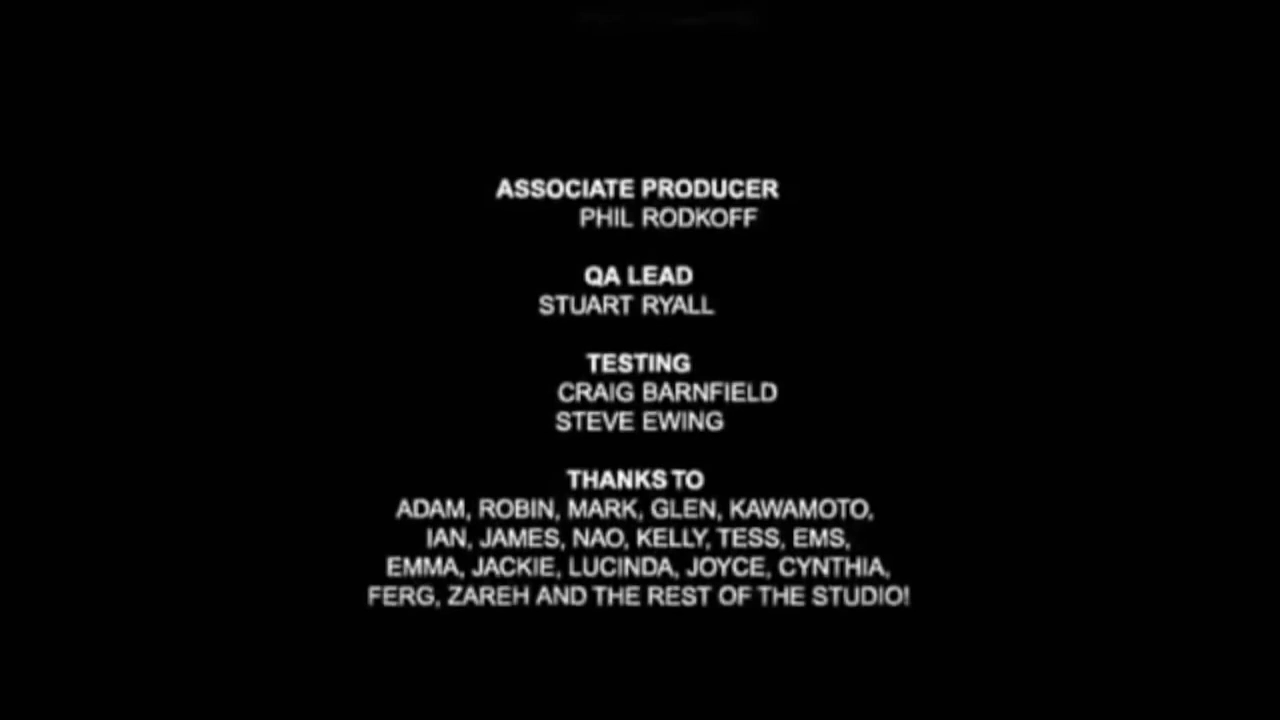 ASSOCIATE PRODUCER
PHIL RODKOFF
QA LEAD
STUART RYALL
TESTING
CRAIG BARNFIELD
STEVE EWING
THANKS TO
ADAM, ROBIN, MARK, GLEN, KAWAMOTO,
IAN, JAMES, NAO, KELLY, TESS, EMS,
EMMA, JACKIE, LUCINDA, JOYCE, CYNTHIA,
FERG, ZAREH AND THE REST OF THE STUDIO!